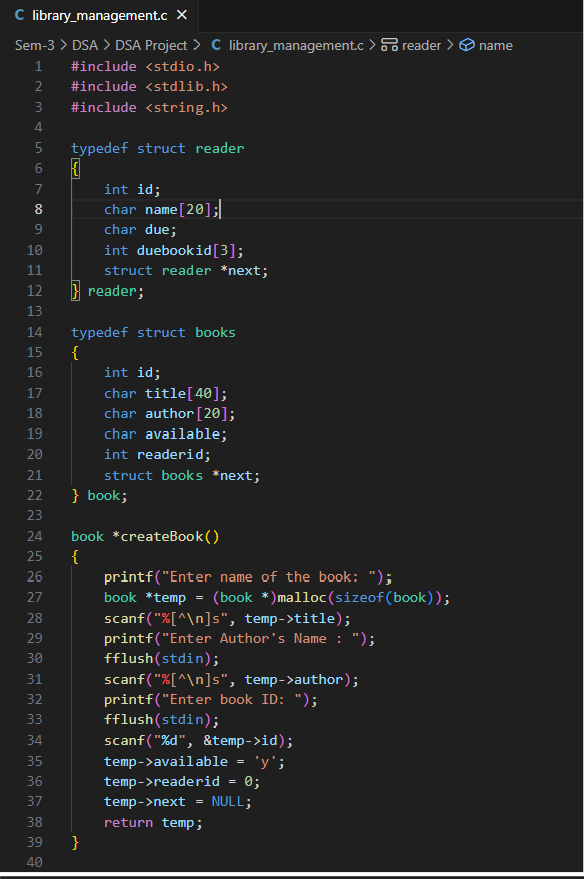 C library_management.c ×
Sem-3 > DSA > DSA Project > C library_management.c > reader > name
1 #include <stdio.h>
2 #include <stdlib.h>
3 #include <string.h>
4
5 typedef struct reader
6 {
7     int id;
8     char name[20];
9     char due;
10     int duebookid[3];
11     struct reader *next;
12 } reader;
13
14 typedef struct books
15 {
16     int id;
17     char title[40];
18     char author[20];
19     char available;
20     int readerid;
21     struct books *next;
22 } book;
23
24 book *createBook()
25 {
26     printf("Enter name of the book: ");
27     book *temp = (book *)malloc(sizeof(book));
28     scanf("%[^\n]s", temp->title);
29     printf("Enter Author's Name : ");
30     fflush(stdin);
31     scanf("%[^\n]s", temp->author);
32     printf("Enter book ID: ");
33     fflush(stdin);
34     scanf("%d", &temp->id);
35     temp->available = 'y';
36     temp->readerid = 0;
37     temp->next = NULL;
38     return temp;
39 }
40